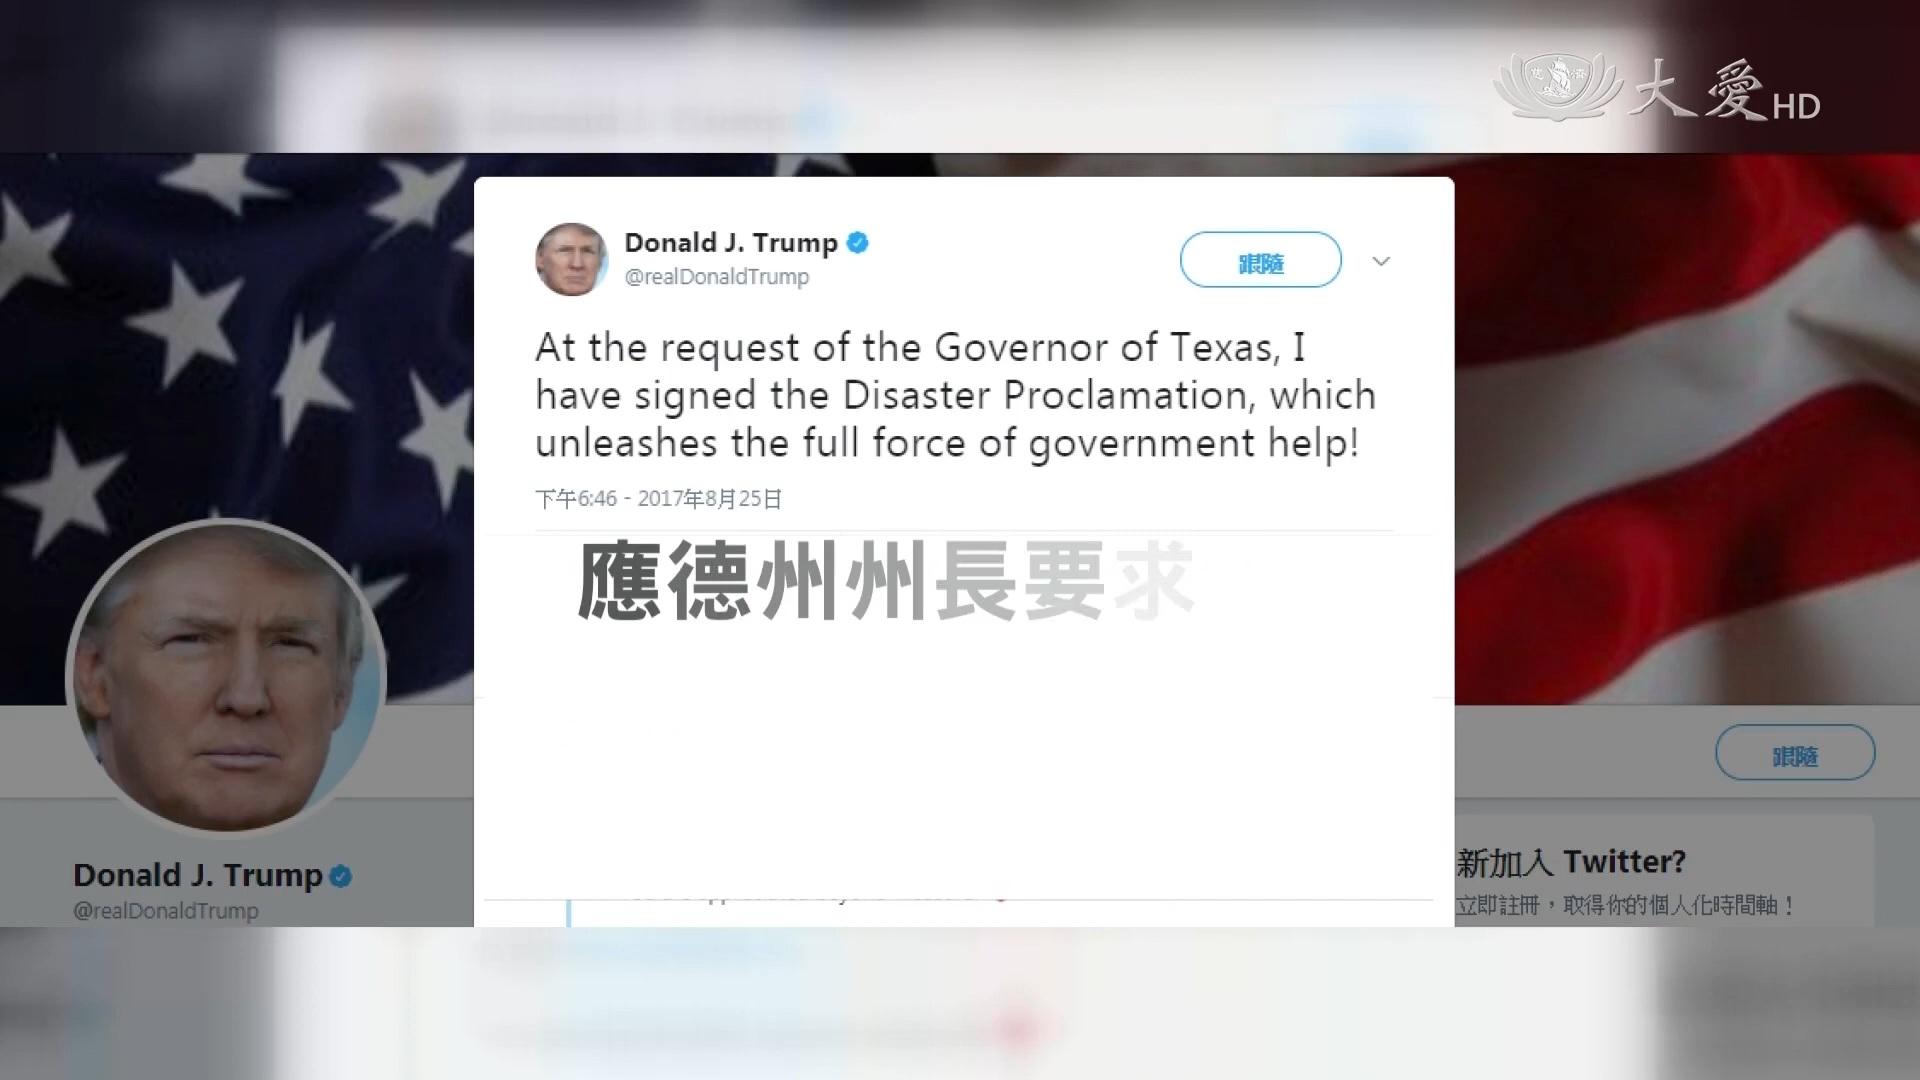 大愛HD
Donald J. Trump
@realDonaldTrump
跟隨
At the request of the Governor of Texas, I
have signed the Disaster Proclamation, which
unleashes the full force of government help!
下午6:46 - 2017年8月25日
應德州州長要求
跟隨
Donald J. Trump
@realDonaldTrump
新加入 Twitter?
立即註冊，取得你的個人化時間軸！